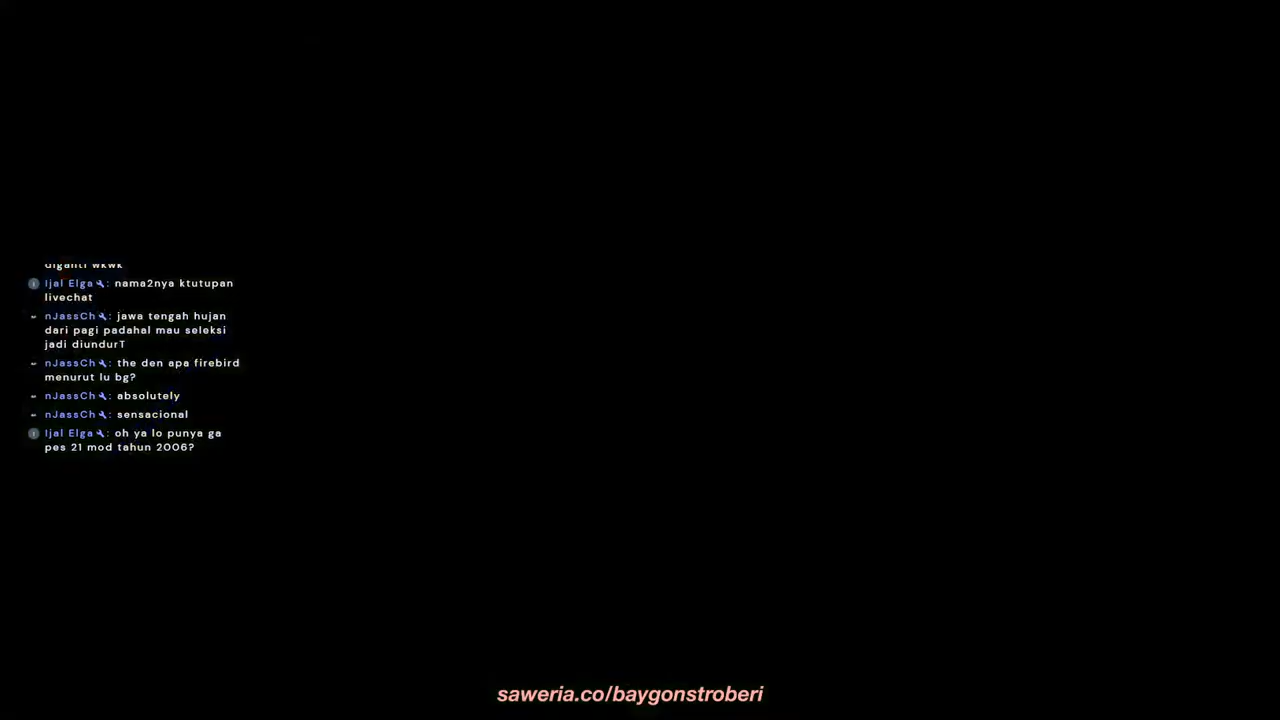 diganti wkwk
Ijal Elga: nama2nya ktutupan
livechat
nJassCh: jawa tengah hujan
dari pagi padahal mau seleksi
jadi diundurT
nJassCh: the den apa firebird
menurut lu bg?
nJassCh: absolutely
nJassCh: sensacional
Ijal Elga: oh ya lo punya ga
pes 21 mod tahun 2006?
saweria.co/baygonstroberi